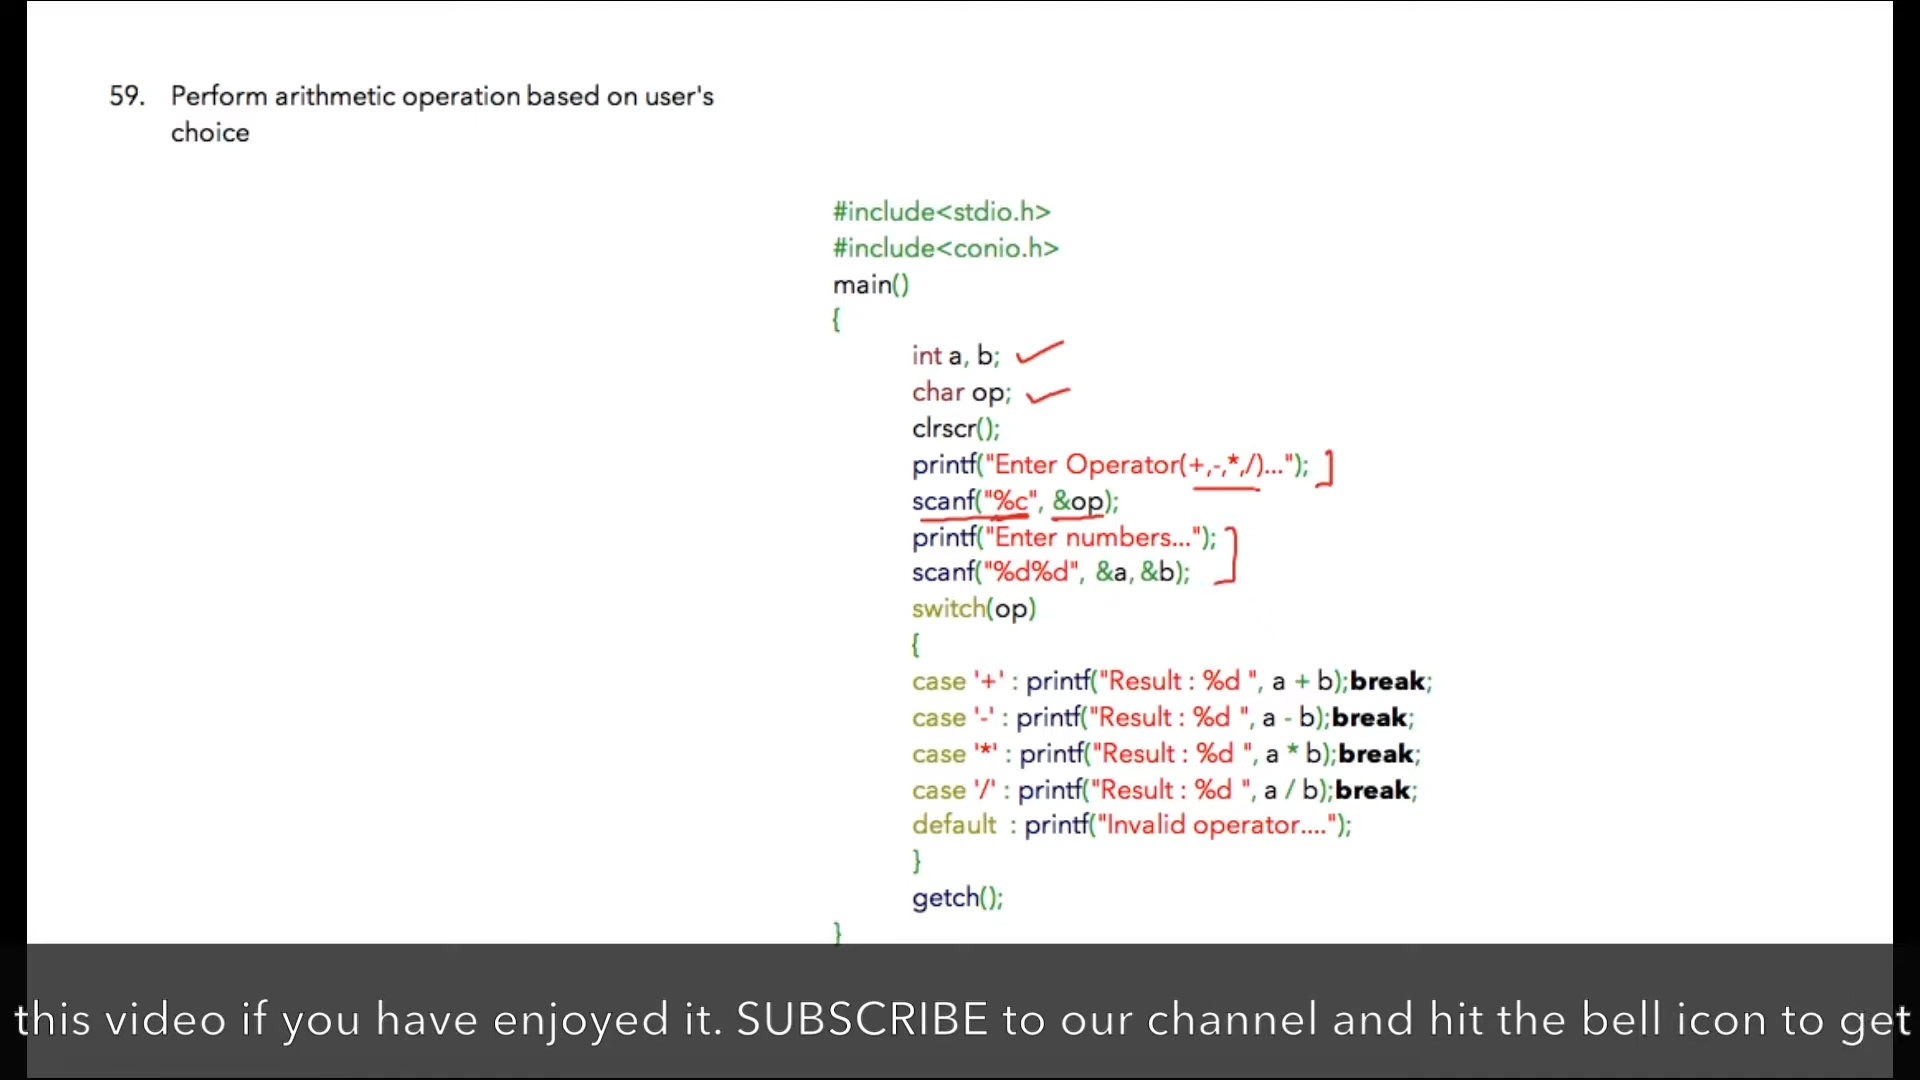 59. Perform arithmetic operation based on user's
choice
#include<stdio.h>
#include<conio.h>
main()
{
int a, b;
char op;
clrscr();
printf("Enter Operator(+,-,*,/)...");
scanf("%c", &op);
printf("Enter numbers...");
scanf("%d%d", &a, &b);
switch(op)
{
case '+' : printf("Result : %d ", a + b);break;
case '-' : printf("Result : %d ", a - b);break;
case '*' : printf("Result : %d ", a * b);break;
case '/' : printf("Result : %d ", a / b);break;
default : printf("Invalid operator....");
}
getch();
}
this video if you have enjoyed it. SUBSCRIBE to our channel and hit the bell icon to get